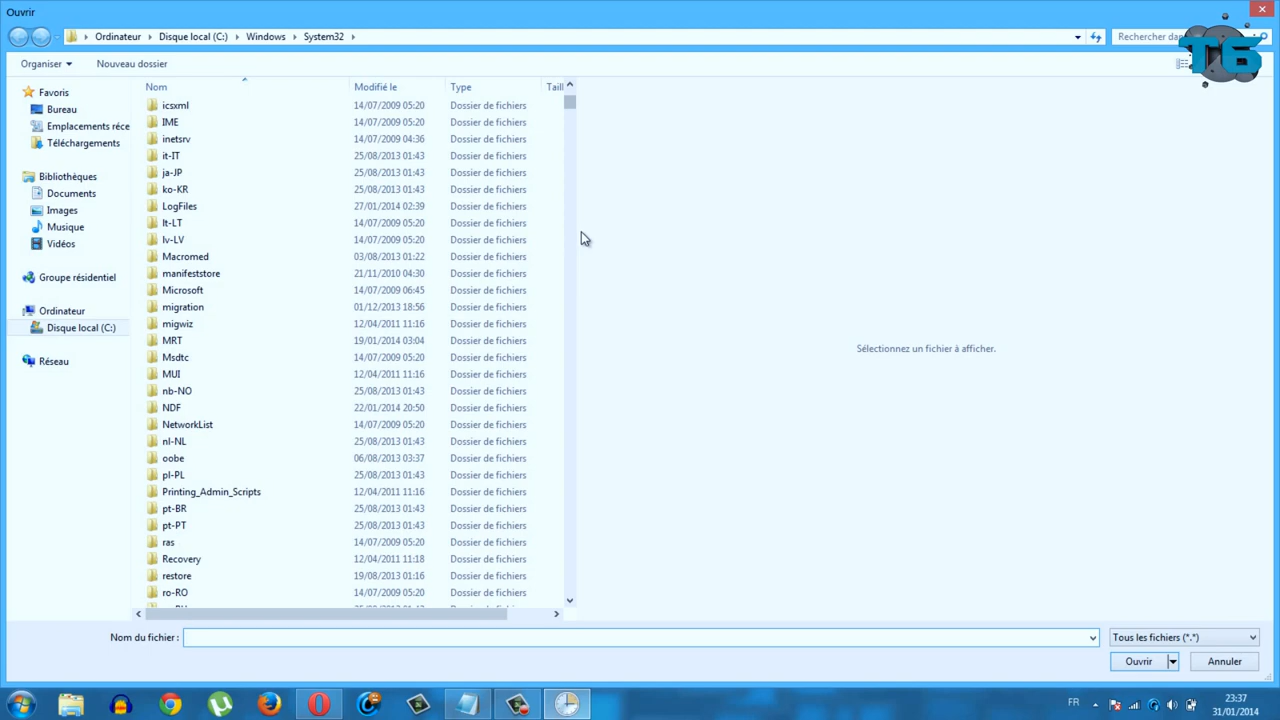 Ouvrir
Ordinateur Disque local (C:) Windows System32
Rechercher dan
T6
Organiser Nouveau dossier
Favoris
Bureau
Emplacements réce
Téléchargements
Bibliothèques
Documents
Images
Musique
Vidéos
Groupe résidentiel
Ordinateur
Disque local (C:)
Réseau
Nom Modifié le Type Taill
icsxml 14/07/2009 05:20 Dossier de fichiers
IME 14/07/2009 05:20 Dossier de fichiers
inetsrv 14/07/2009 04:36 Dossier de fichiers
it-IT 25/08/2013 01:43 Dossier de fichiers
ja-JP 25/08/2013 01:43 Dossier de fichiers
ko-KR 25/08/2013 01:43 Dossier de fichiers
LogFiles 27/01/2014 02:39 Dossier de fichiers
lt-LT 14/07/2009 05:20 Dossier de fichiers
lv-LV 14/07/2009 05:20 Dossier de fichiers
Macromed 03/08/2013 01:22 Dossier de fichiers
manifeststore 21/11/2010 04:30 Dossier de fichiers
Microsoft 14/07/2009 06:45 Dossier de fichiers
migration 01/12/2013 18:56 Dossier de fichiers
migwiz 12/04/2011 11:16 Dossier de fichiers
MRT 19/01/2014 03:04 Dossier de fichiers
Msdtc 14/07/2009 05:20 Dossier de fichiers
MUI 12/04/2011 11:16 Dossier de fichiers
nb-NO 25/08/2013 01:43 Dossier de fichiers
NDF 22/01/2014 20:50 Dossier de fichiers
NetworkList 14/07/2009 05:20 Dossier de fichiers
nl-NL 25/08/2013 01:43 Dossier de fichiers
oobe 06/08/2013 03:37 Dossier de fichiers
pl-PL 25/08/2013 01:43 Dossier de fichiers
Printing_Admin_Scripts 12/04/2011 11:16 Dossier de fichiers
pt-BR 25/08/2013 01:43 Dossier de fichiers
pt-PT 25/08/2013 01:43 Dossier de fichiers
ras 14/07/2009 05:20 Dossier de fichiers
Recovery 12/04/2011 11:18 Dossier de fichiers
restore 19/08/2013 01:16 Dossier de fichiers
ro-RO 14/07/2009 05:20 Dossier de fichiers
Sélectionnez un fichier à afficher.
Nom du fichier :
Tous les fichiers (*.*)
Ouvrir Annuler
FR
23:37
31/01/2014